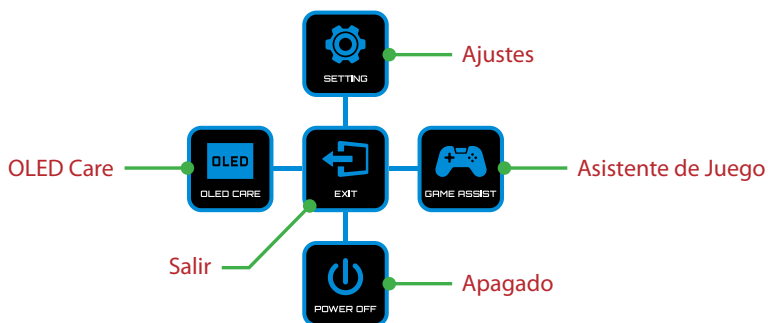 SETTING
Ajustes
OLED Care
OLED
OLED CARE
EXIT
GAME ASSIST
Asistente de Juego
Salir
POWER OFF
Apagado